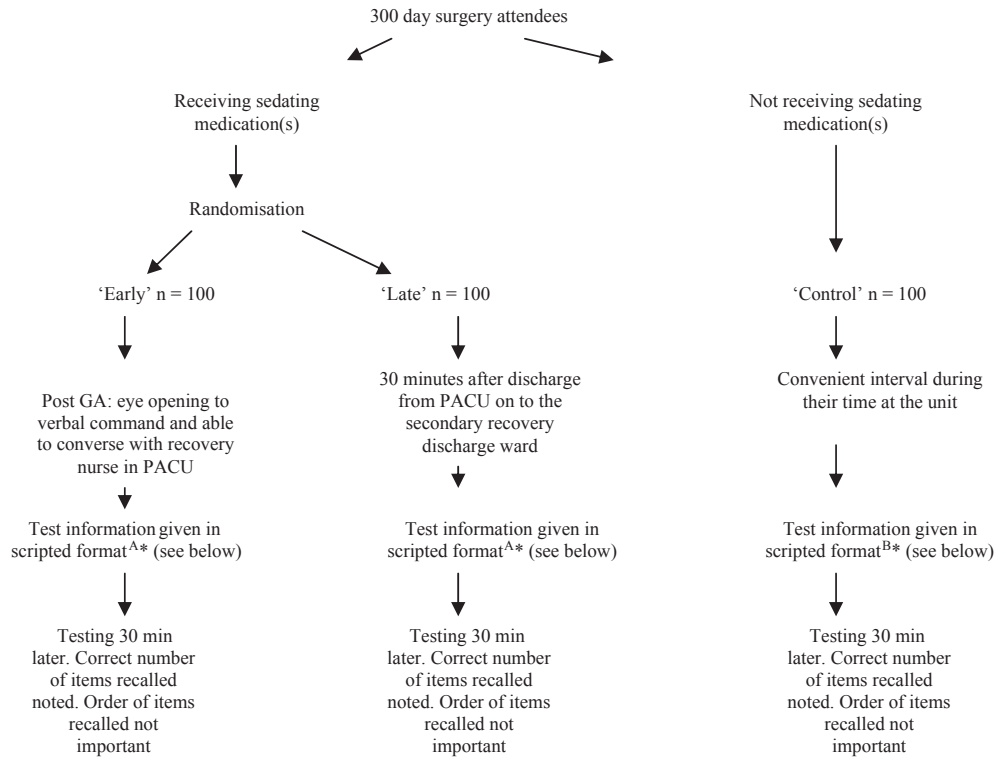 300 day surgery attendees
Receiving sedating
medication(s)
Not receiving sedating
medication(s)
Randomisation
‘Early’ n = 100
‘Late’ n = 100
‘Control’ n = 100
Post GA: eye opening to
verbal command and able
to converse with recovery
nurse in PACU
30 minutes after discharge
from PACU on to the
secondary recovery
discharge ward
Convenient interval during
their time at the unit
Test information given in
scripted formatA* (see below)
Test information given in
scripted formatA* (see below)
Test information given in
scripted formatB* (see below)
Testing 30 min
later. Correct number
of items recalled
noted. Order of items
recalled not
important
Testing 30 min
later. Correct number
of items recalled
noted. Order of items
recalled not
important
Testing 30 min
later. Correct number
of items recalled
noted. Order of items
recalled not
important